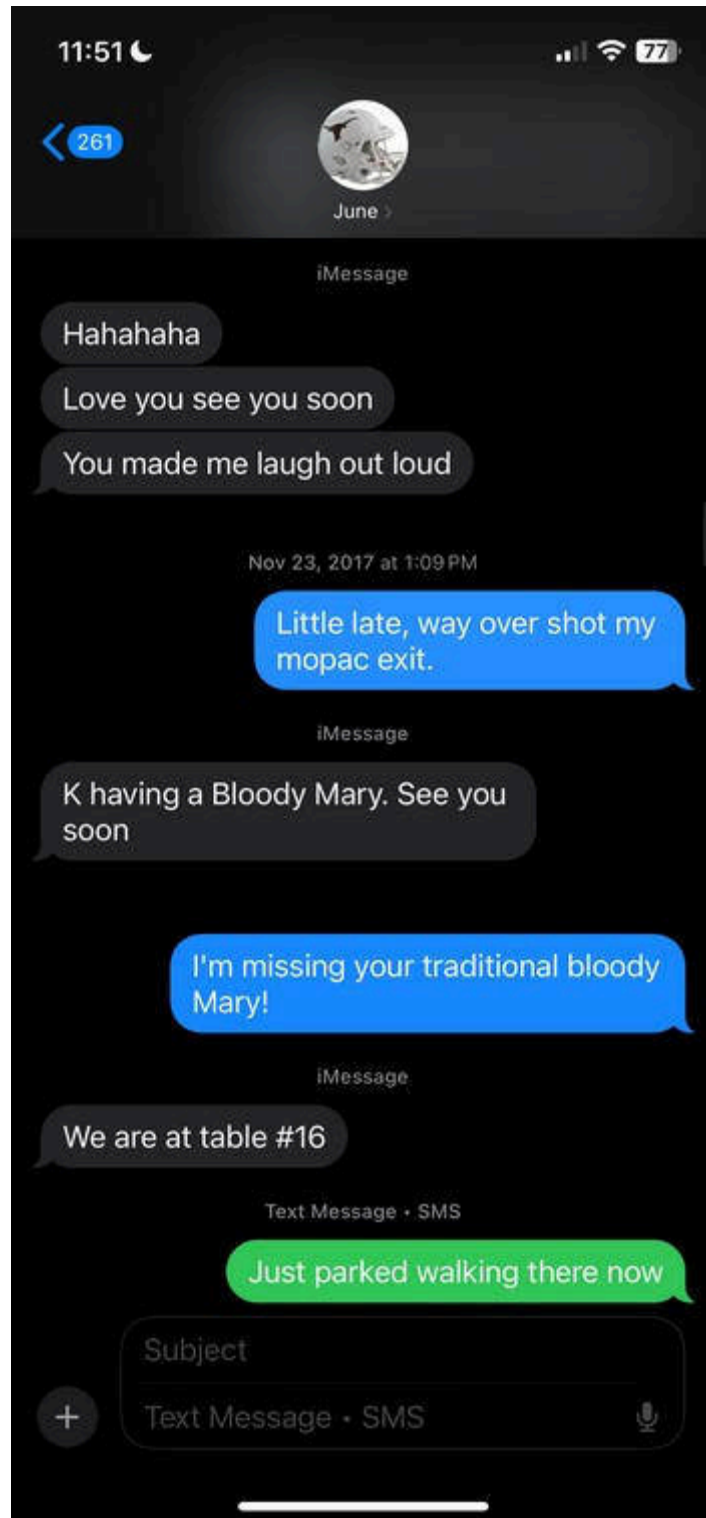 11:51
77
261
June
iMessage
Hahahaha
Love you see you soon
You made me laugh out loud
Nov 23, 2017 at 1:09 PM
Little late, way over shot my
mopac exit.
iMessage
K having a Bloody Mary. See you
soon
I'm missing your traditional bloody
Mary!
iMessage
We are at table #16
Text Message • SMS
Just parked walking there now
Subject
Text Message • SMS